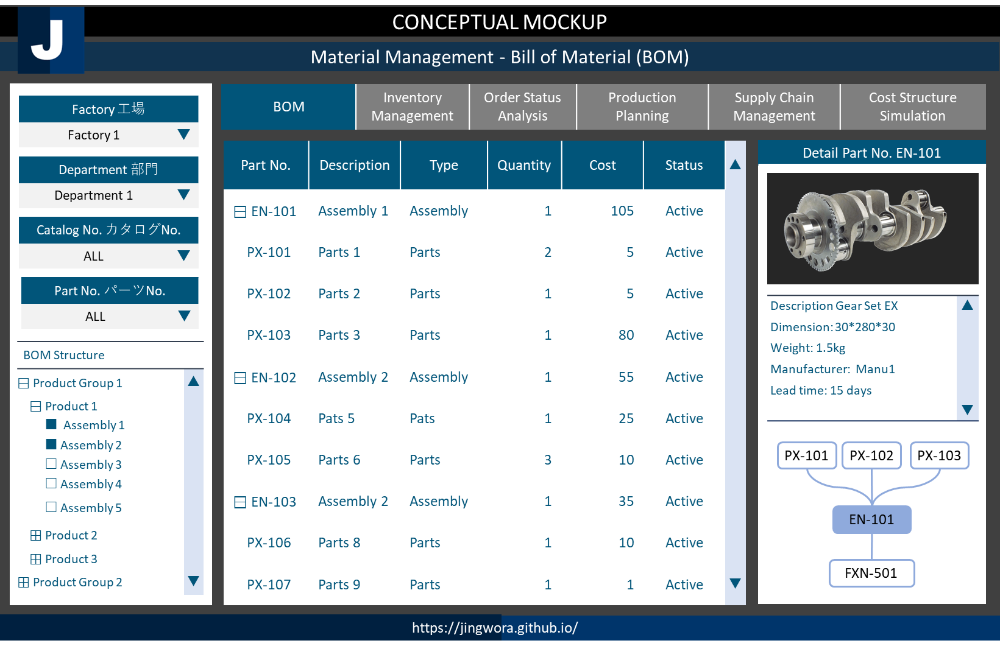 CONCEPTUAL MOCKUP
J
Material Management - Bill of Material (BOM)
Factory 工場
Factory 1
Department 部門
Department 1
Catalog No. カタログNo.
ALL
Part No. パーツNo.
ALL
BOM Structure
Product Group 1
Product 1
Assembly 1
Assembly 2
Assembly 3
Assembly 4
Assembly 5
Product 2
Product 3
Product Group 2
BOM
Inventory
Management
Order Status
Analysis
Production
Planning
Supply Chain
Management
Cost Structure
Simulation
Part No. Description Type Quantity Cost Status
EN-101 Assembly 1 Assembly 1 105 Active
PX-101 Parts 1 Parts 2 5 Active
PX-102 Parts 2 Parts 1 5 Active
PX-103 Parts 3 Parts 1 80 Active
EN-102 Assembly 2 Assembly 1 55 Active
PX-104 Pats 5 Pats 1 25 Active
PX-105 Parts 6 Parts 3 10 Active
EN-103 Assembly 2 Assembly 1 35 Active
PX-106 Parts 8 Parts 1 10 Active
PX-107 Parts 9 Parts 1 1 Active
Detail Part No. EN-101
Description Gear Set EX
Dimension: 30*280*30
Weight: 1.5kg
Manufacturer: Manu1
Lead time: 15 days
PX-101 PX-102 PX-103
EN-101
FXN-501
https://jingwora.github.io/